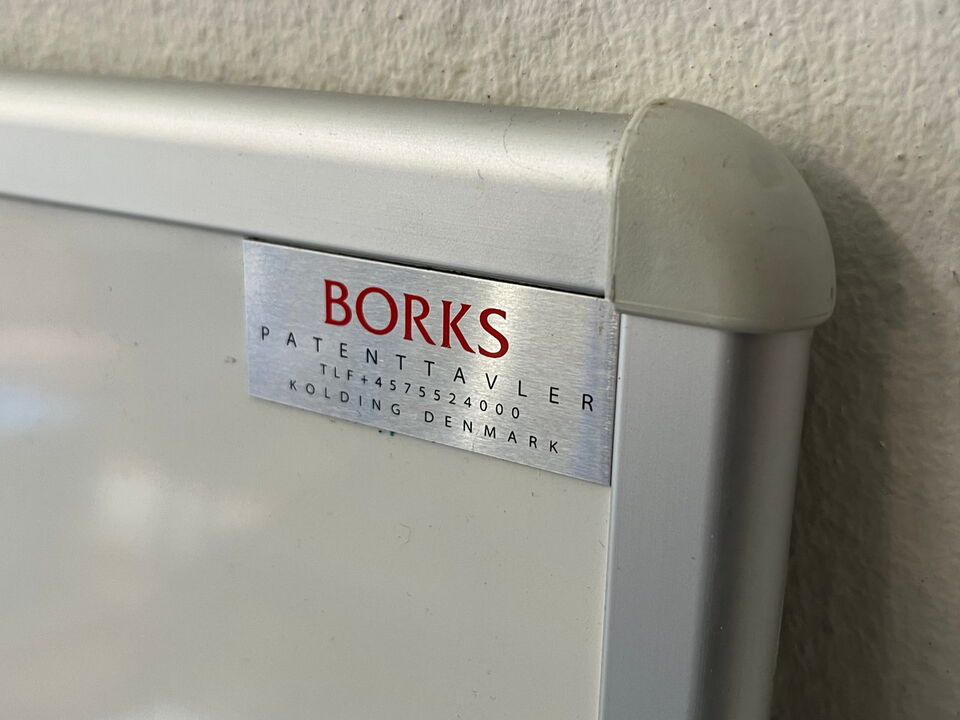 BORKS
PATENTTAVLER
TLF+4575524000
KOLDING DENMARK